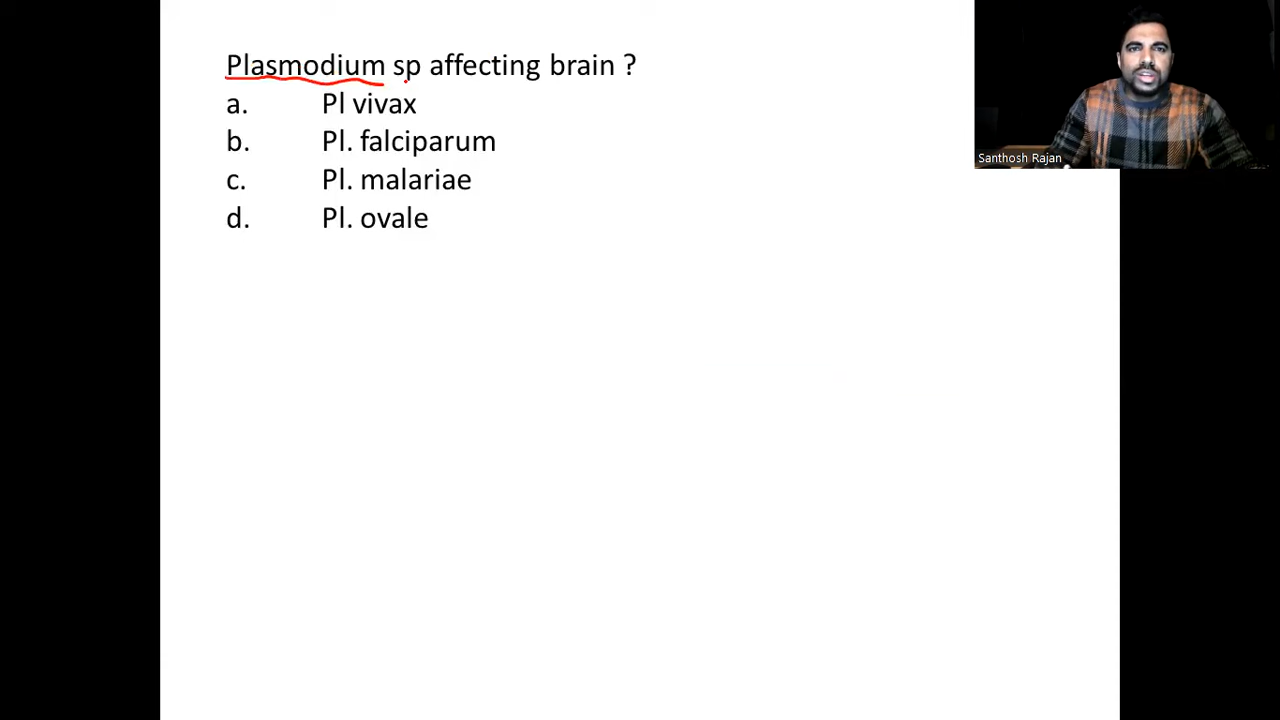 Plasmodium sp affecting brain ?
a. Pl vivax
b. Pl. falciparum
c. Pl. malariae
d. Pl. ovale
Santhosh Rajan